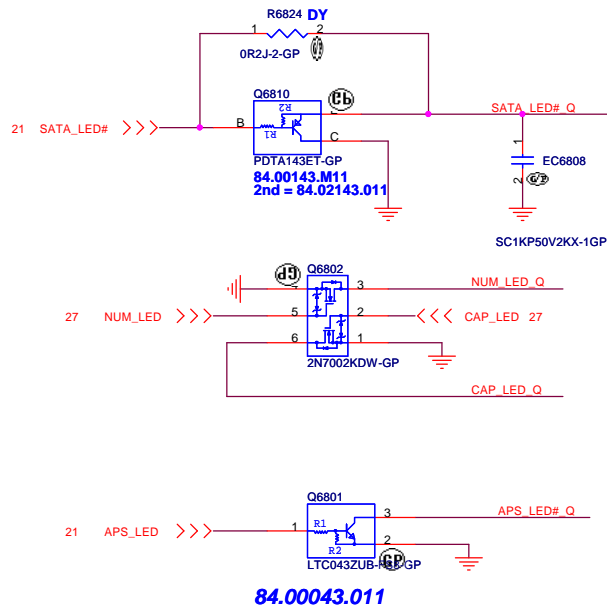 R6824 DY
1 2
0R2J-2-GP
Q6810
R2
21 SATA_LED# B R1 C SATA_LED#_Q
PDTA143ET-GP
84.00143.M11
2nd = 84.02143.011
1
EC6808
2
SC1KP50V2KX-1GP
GP Q6802
3 NUM_LED_Q
27 NUM_LED 5 2 CAP_LED 27
6 1
2N7002KDW-GP
CAP_LED_Q
Q6801
3 APS_LED#_Q
21 APS_LED 1 R1
R2 2
GP
84.00043.011